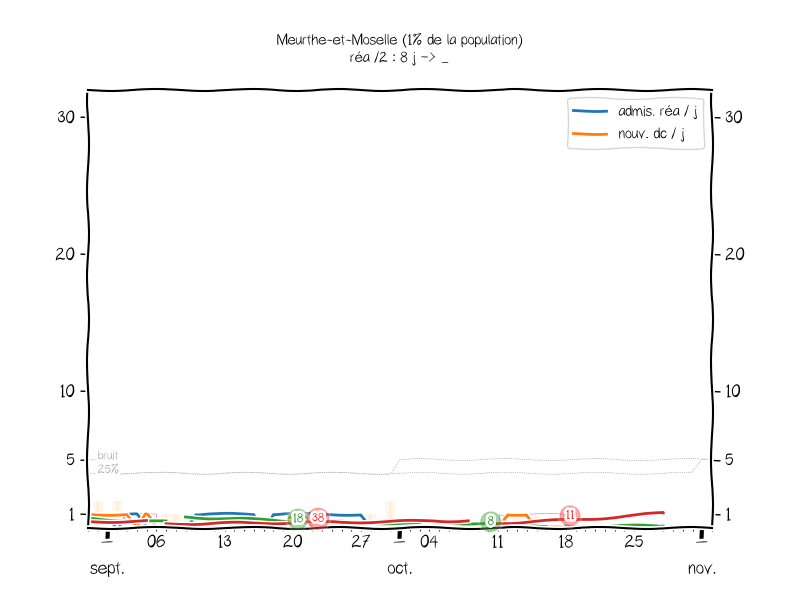 Meurthe-et-Moselle (1% de la population)
réa /2 : 8 j -> _
admis. réa / j
nouv. dc / j
30
30
20
20
10
10
bruit
25%
5
5
1
1
18
38
8
11
06
13
20
27
04
11
18
25
sept.
oct.
nov.